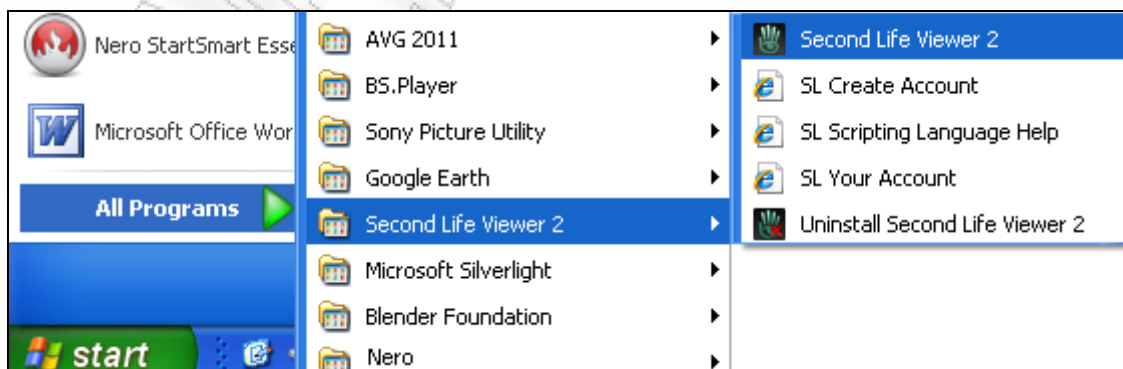 Nero StartSmart
Microsoft Office
All Programs
start
AVG 2011
BS.Player
Sony Picture Utility
Google Earth
Second Life Viewer 2
Microsoft Silverlight
Blender Foundation
Nero
Second Life Viewer 2
SL Create Account
SL Scripting Language Help
SL Your Account
Uninstall Second Life Viewer 2